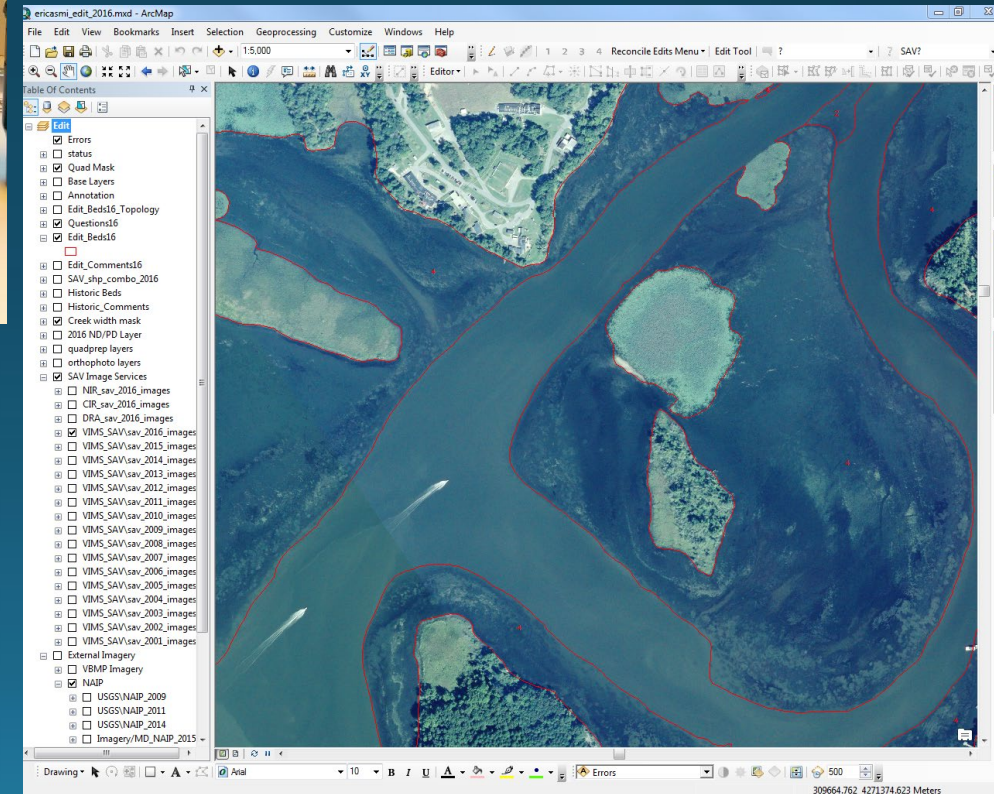 ericasmi_edit_2016.mxd - ArcMap
File Edit View Bookmarks Insert Selection Geoprocessing Customize Windows Help
1:5,000
1 2 3 4 Reconcile Edits Menu Edit Tool ? ? SAV?
Editor
Table Of Contents
Edit
Errors
status
Quad Mask
Base Layers
Annotation
Edit_Beds16_Topology
Questions16
Edit_Beds16
Edit_Comments16
SAV_shp_combo_2016
Historic Beds
Historic_Comments
Creek width mask
2016 ND/PD Layer
quadprep layers
orthophoto layers
SAV Image Services
NIR_sav_2016_images
CIR_sav_2016_images
DRA_sav_2016_images
VIMS_SAV\sav_2016_images
VIMS_SAV\sav_2015_images
VIMS_SAV\sav_2014_images
VIMS_SAV\sav_2013_images
VIMS_SAV\sav_2012_images
VIMS_SAV\sav_2011_images
VIMS_SAV\sav_2010_images
VIMS_SAV\sav_2009_images
VIMS_SAV\sav_2008_images
VIMS_SAV\sav_2007_images
VIMS_SAV\sav_2006_images
VIMS_SAV\sav_2005_images
VIMS_SAV\sav_2004_images
VIMS_SAV\sav_2003_images
VIMS_SAV\sav_2002_images
VIMS_SAV\sav_2001_images
External Imagery
VBMP Imagery
NAIP
USGS\NAIP_2009
USGS\NAIP_2011
USGS\NAIP_2014
Imagery/MD_NAIP_2015
Drawing A Arial 10 B I U A Errors 500
309664.762 4271374.623 Meters